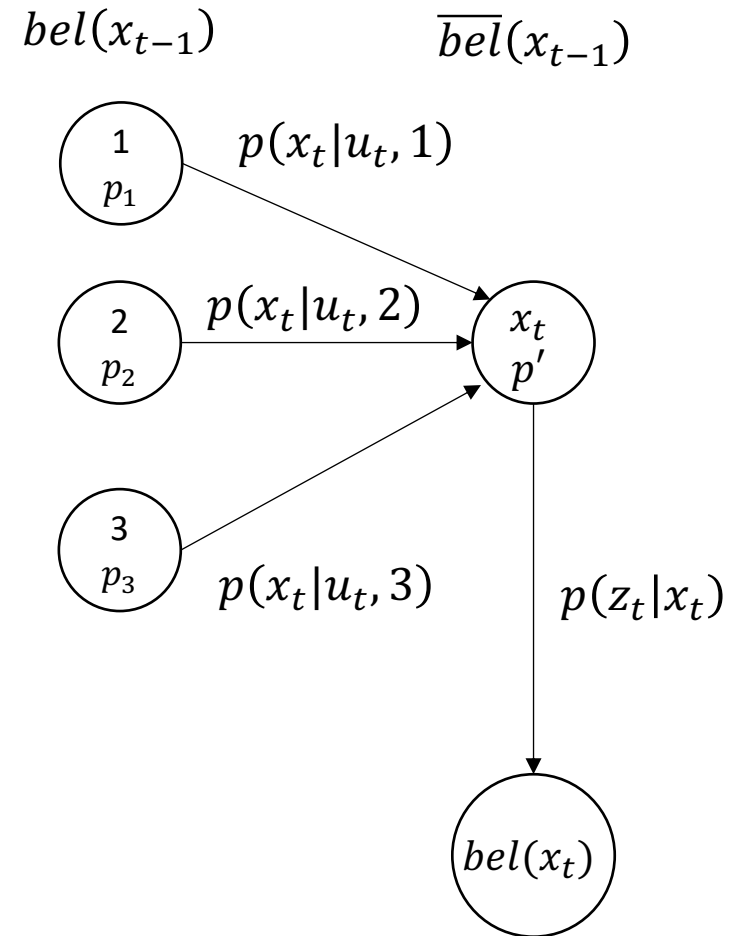 $bel(x_{t-1})$
$\overline{bel}(x_{t-1})$
1
$p_1$
$p(x_t|u_t, 1)$
2
$p_2$
$p(x_t|u_t, 2)$
$x_t$
$p'$
3
$p_3$
$p(x_t|u_t, 3)$
$p(z_t|x_t)$
$bel(x_t)$